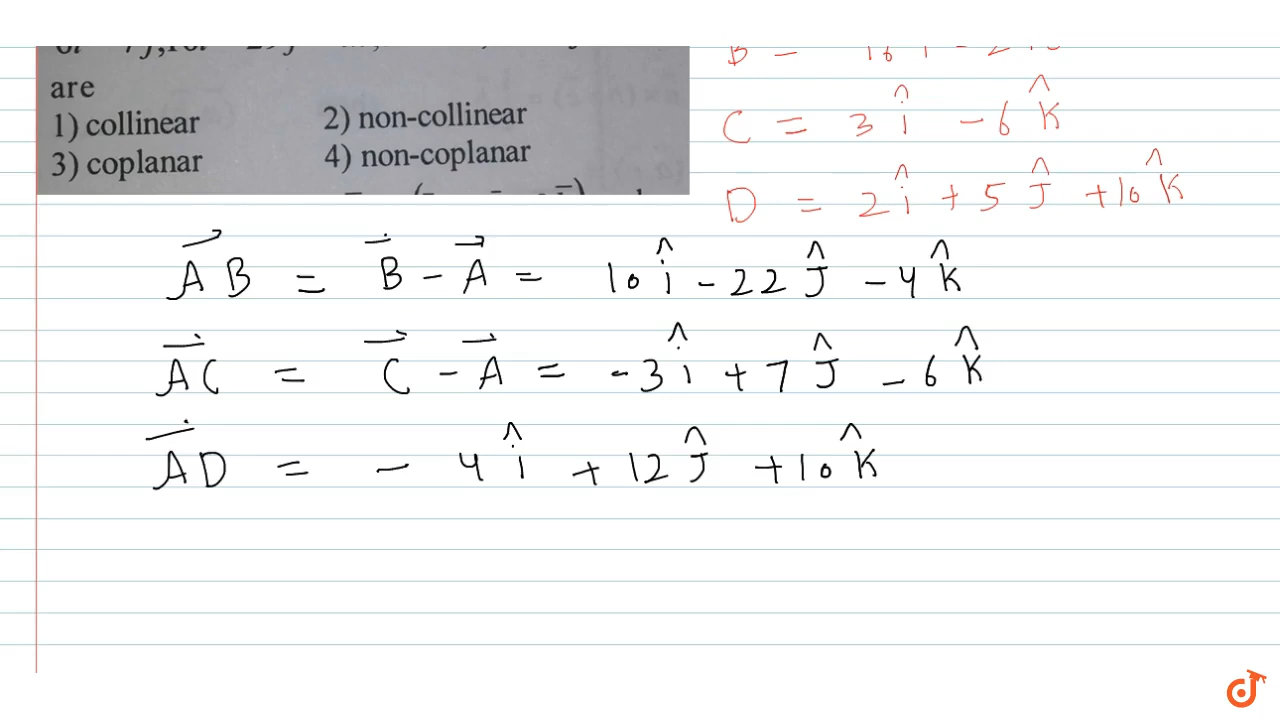 are
1) collinear 2) non-collinear
3) coplanar 4) non-coplanar
C = 3î - 6k̂
D = 2î + 5ĵ + 10k̂
AB⃗ = B⃗ - A⃗ = 10î - 22ĵ - 4k̂
AC⃗ = C⃗ - A⃗ = -3î + 7ĵ - 6k̂
AD⃗ = - 4î + 12ĵ + 10k̂